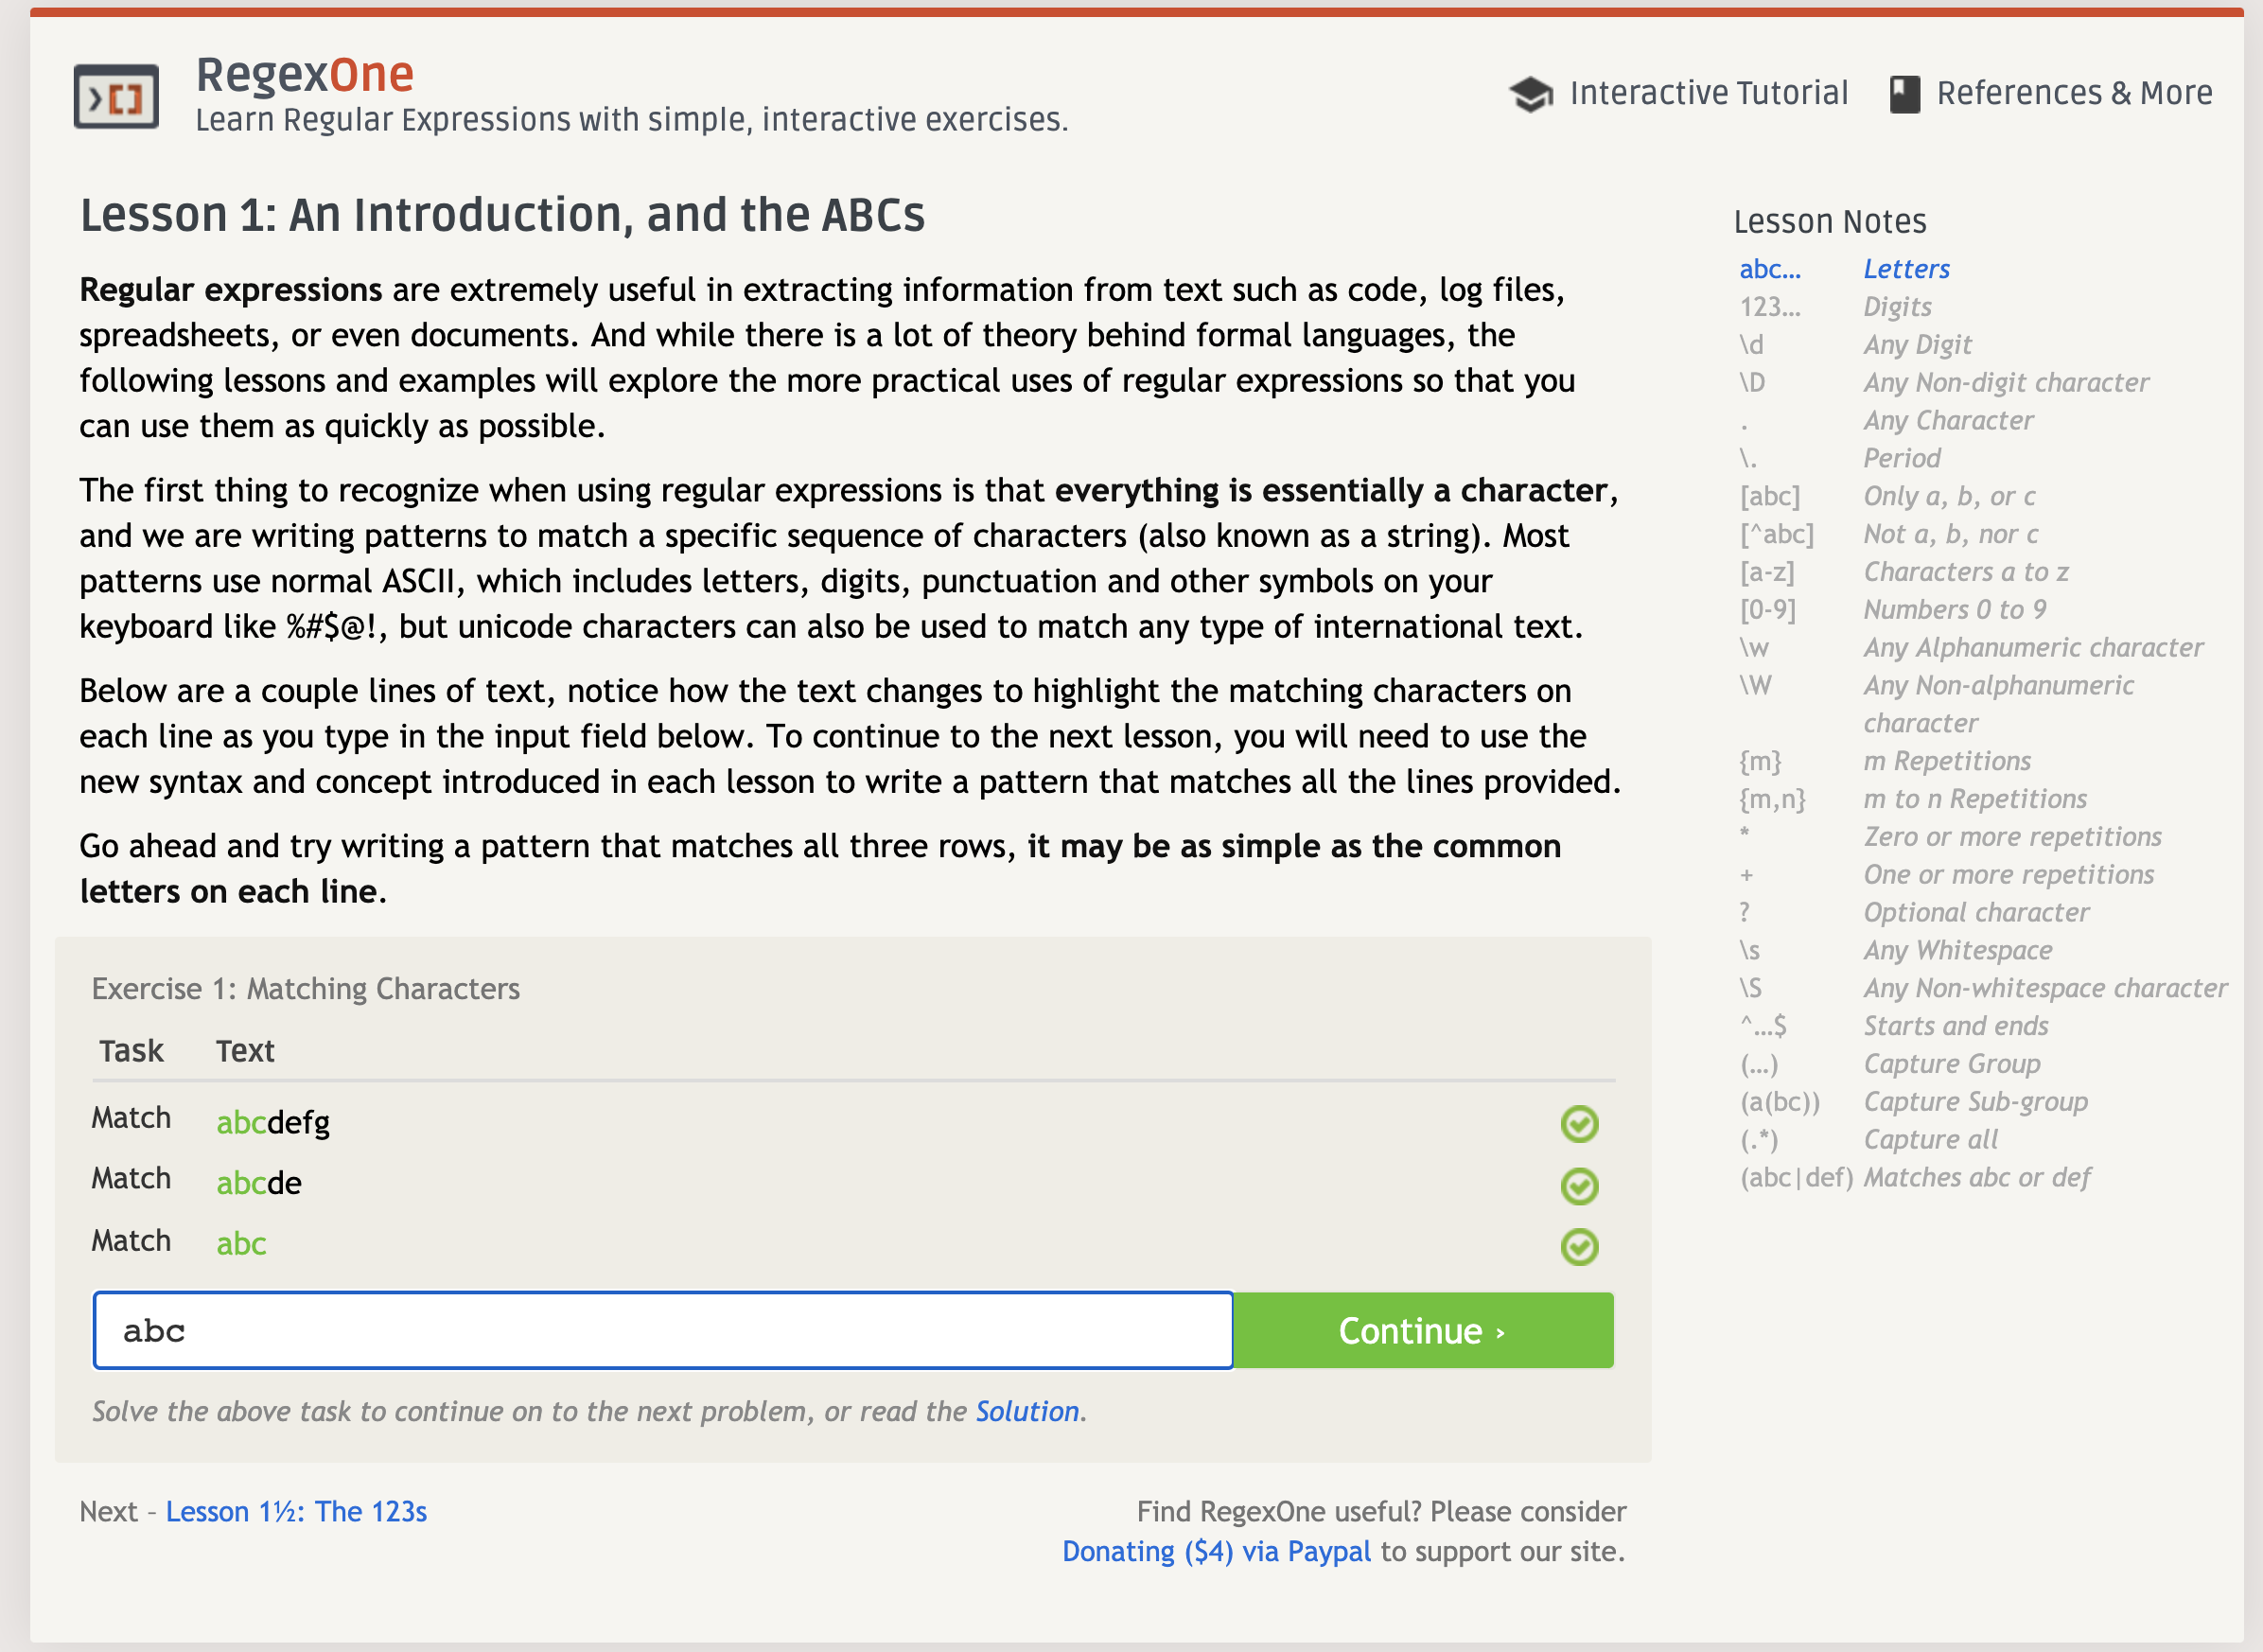 RegexOne
Learn Regular Expressions with simple, interactive exercises.
Interactive Tutorial
References & More
Lesson 1: An Introduction, and the ABCs
Regular expressions are extremely useful in extracting information from text such as code, log files,
spreadsheets, or even documents. And while there is a lot of theory behind formal languages, the
following lessons and examples will explore the more practical uses of regular expressions so that you
can use them as quickly as possible.
The first thing to recognize when using regular expressions is that everything is essentially a character,
and we are writing patterns to match a specific sequence of characters (also known as a string). Most
patterns use normal ASCII, which includes letters, digits, punctuation and other symbols on your
keyboard like %#$@!, but unicode characters can also be used to match any type of international text.
Below are a couple lines of text, notice how the text changes to highlight the matching characters on
each line as you type in the input field below. To continue to the next lesson, you will need to use the
new syntax and concept introduced in each lesson to write a pattern that matches all the lines provided.
Go ahead and try writing a pattern that matches all three rows, it may be as simple as the common
letters on each line.
Exercise 1: Matching Characters
Task Text
Match abcdefg
Match abcde
Match abc
abc
Continue ›
Solve the above task to continue on to the next problem, or read the Solution.
Next – Lesson 1½: The 123s
Find RegexOne useful? Please consider
Donating ($4) via Paypal to support our site.
Lesson Notes
abc… Letters
123… Digits
\d Any Digit
\D Any Non-digit character
. Any Character
\. Period
[abc] Only a, b, or c
[^abc] Not a, b, nor c
[a-z] Characters a to z
[0-9] Numbers 0 to 9
\w Any Alphanumeric character
\W Any Non-alphanumeric
character
{m} m Repetitions
{m,n} m to n Repetitions
* Zero or more repetitions
+ One or more repetitions
? Optional character
\s Any Whitespace
\S Any Non-whitespace character
^…$ Starts and ends
(…) Capture Group
(a(bc)) Capture Sub-group
(.*) Capture all
(abc|def) Matches abc or def